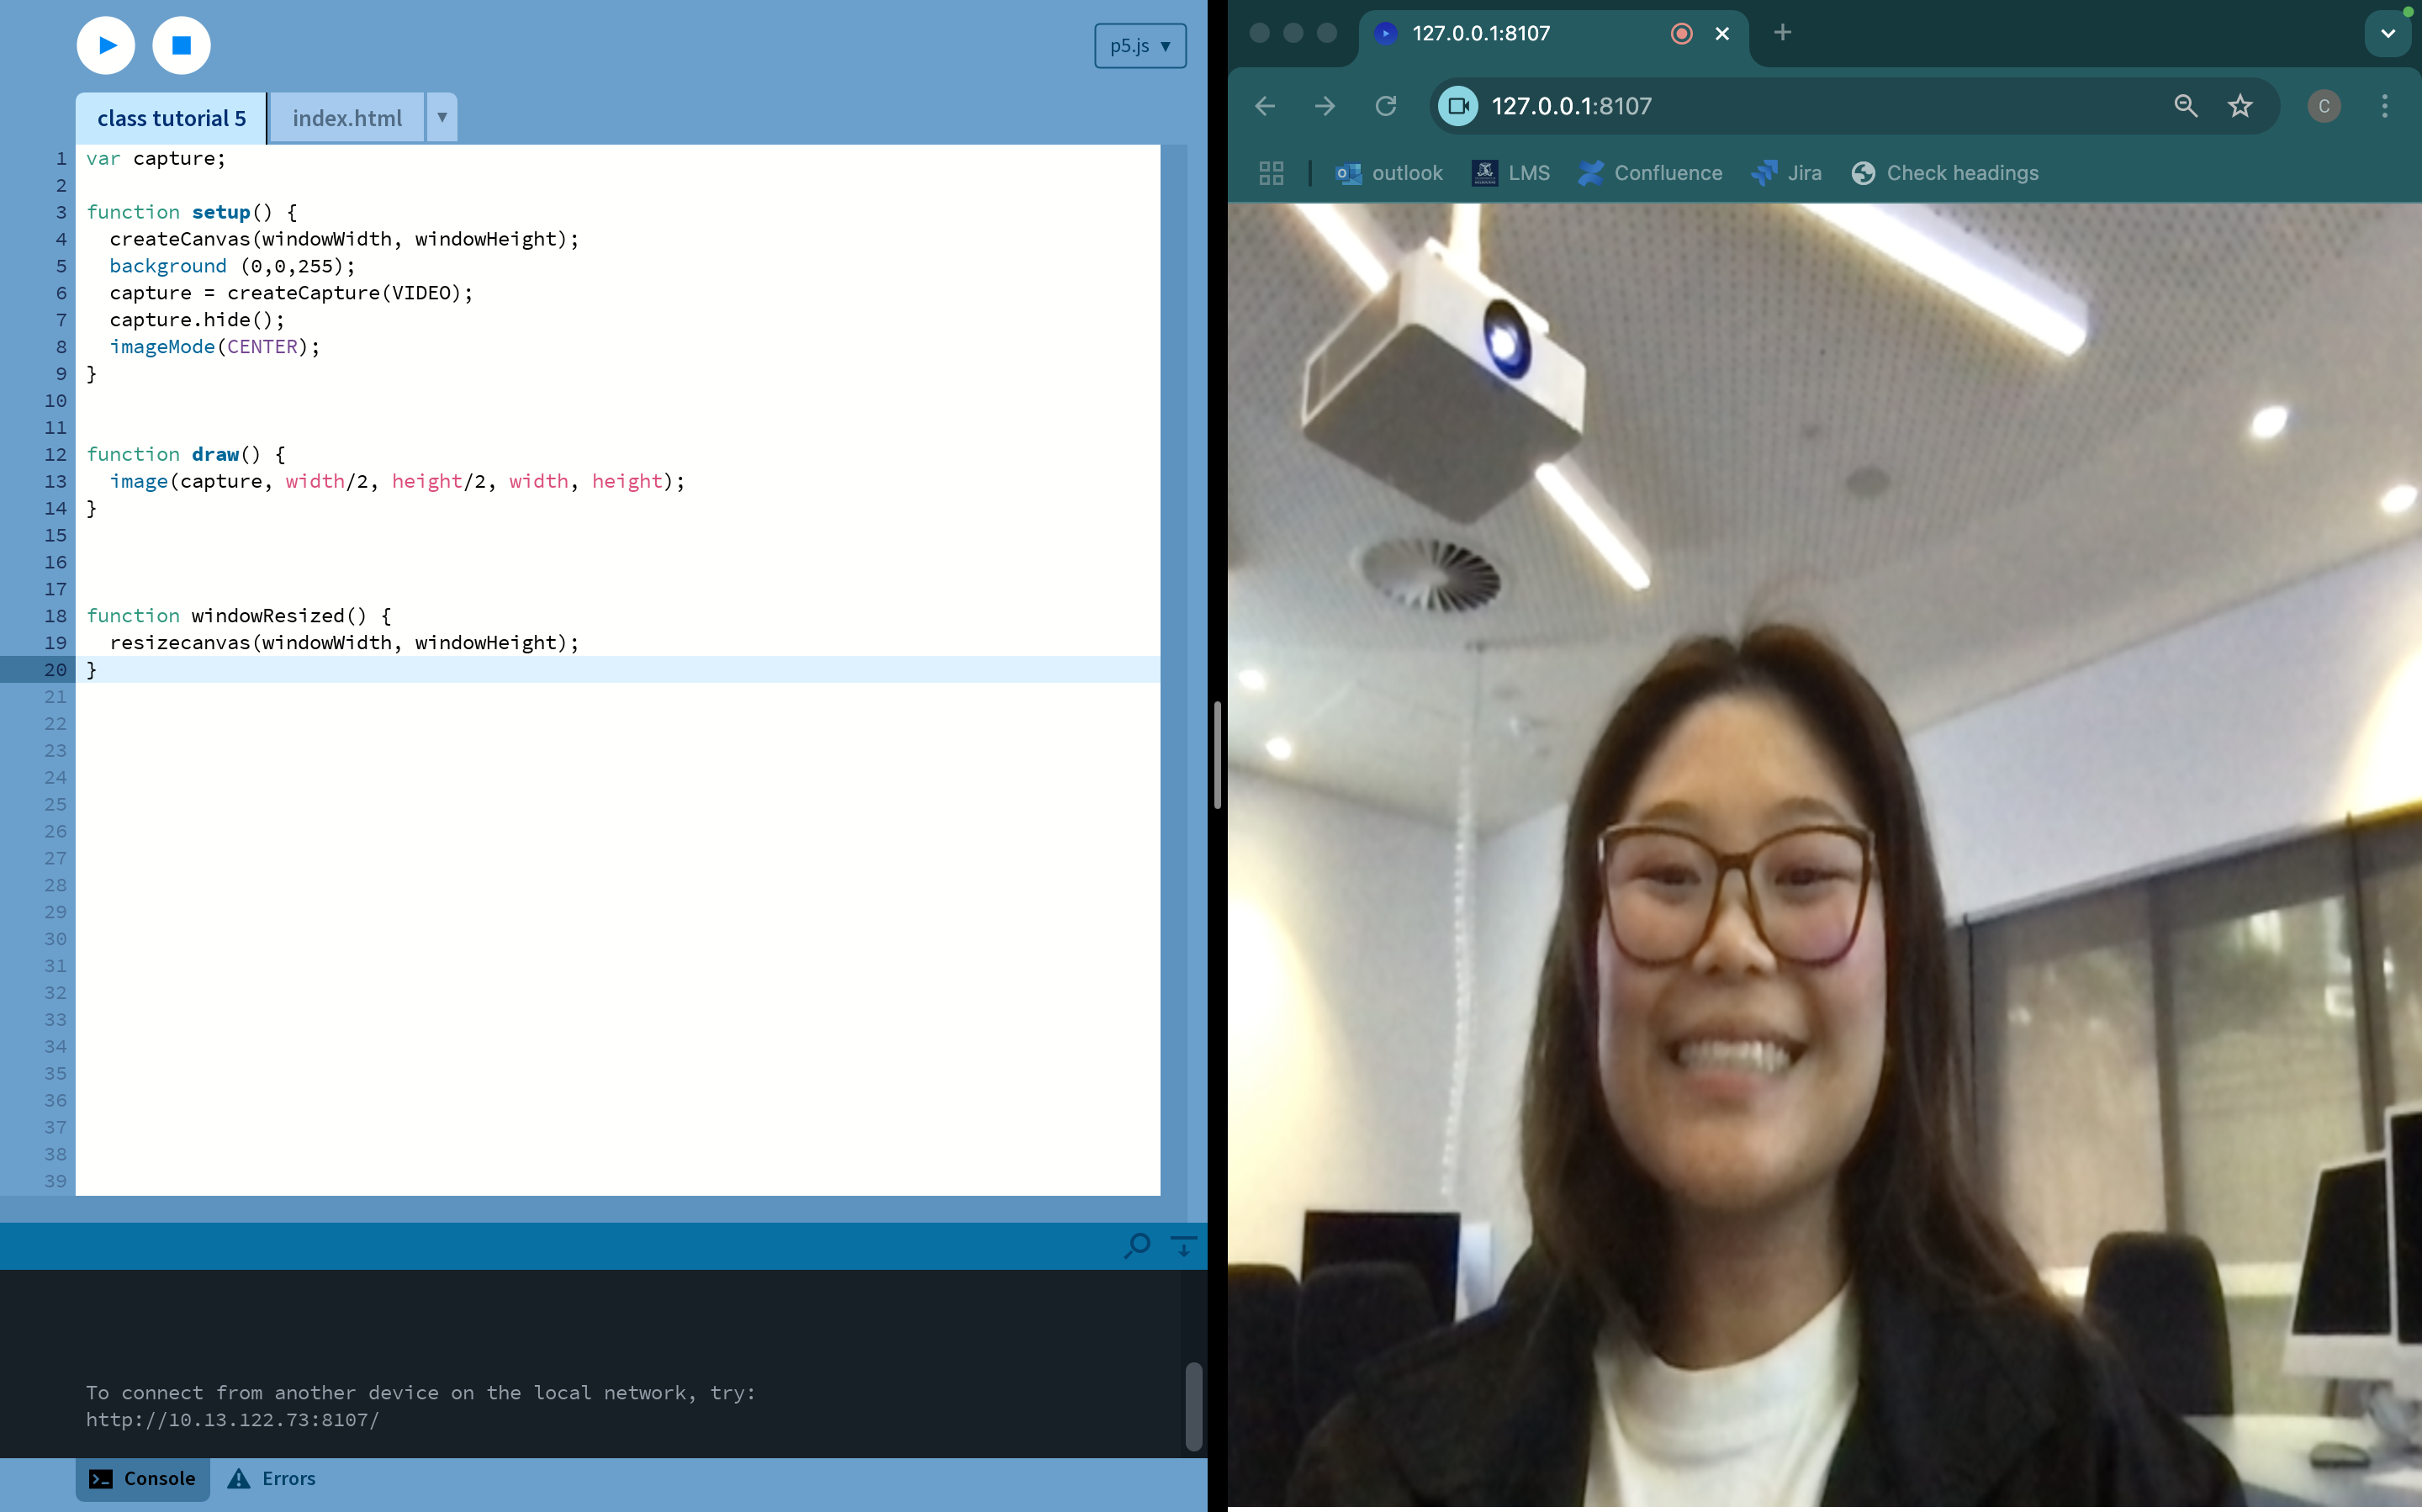 p5.js ▼
class tutorial 5
index.html
▼
1 var capture;
2
3 function setup() {
4   createCanvas(windowWidth, windowHeight);
5   background (0,0,255);
6   capture = createCapture(VIDEO);
7   capture.hide();
8   imageMode(CENTER);
9 }
10
11
12 function draw() {
13   image(capture, width/2, height/2, width, height);
14 }
15
16
17
18 function windowResized() {
19   resizecanvas(windowWidth, windowHeight);
20 }
21
22
23
24
25
26
27
28
29
30
31
32
33
34
35
36
37
38
39
To connect from another device on the local network, try:
http://10.13.122.73:8107/
Console
Errors
127.0.0.1:8107
127.0.0.1:8107
C
outlook
LMS
Confluence
Jira
Check headings